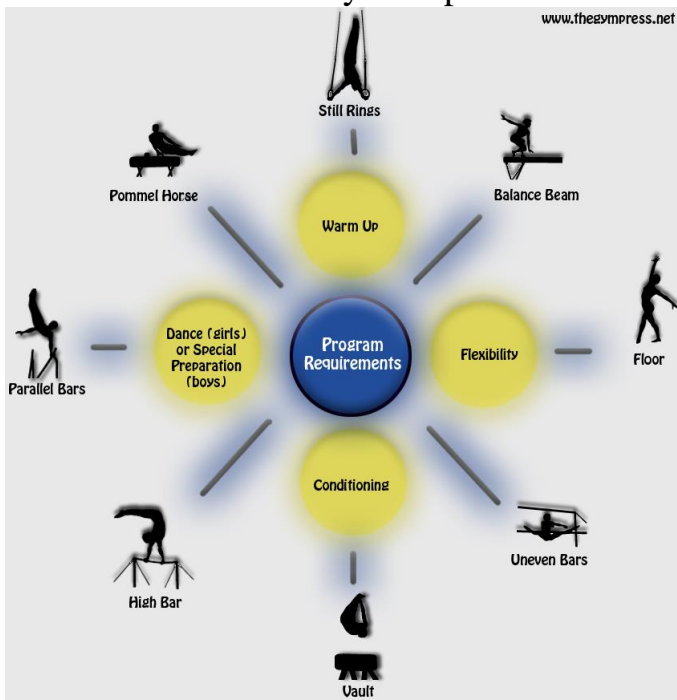 www.thegympress.net
Still Rings
Pommel Horse
Balance Beam
Warm Up
Dance (girls)
or Special
Preparation
(boys)
Program
Requirements
Flexibility
Parallel Bars
Floor
Conditioning
High Bar
Uneven Bars
Vault